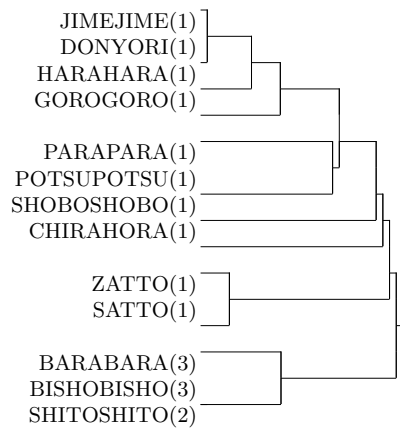 JIMEJIME(1)
DONYORI(1)
HARAHARA(1)
GOROGORO(1)
PARAPARA(1)
POTSUPOTSU(1)
SHOBOSHOBO(1)
CHIRAHORA(1)
ZATTO(1)
SATTO(1)
BARABARA(3)
BISHOBISHO(3)
SHITOSHITO(2)